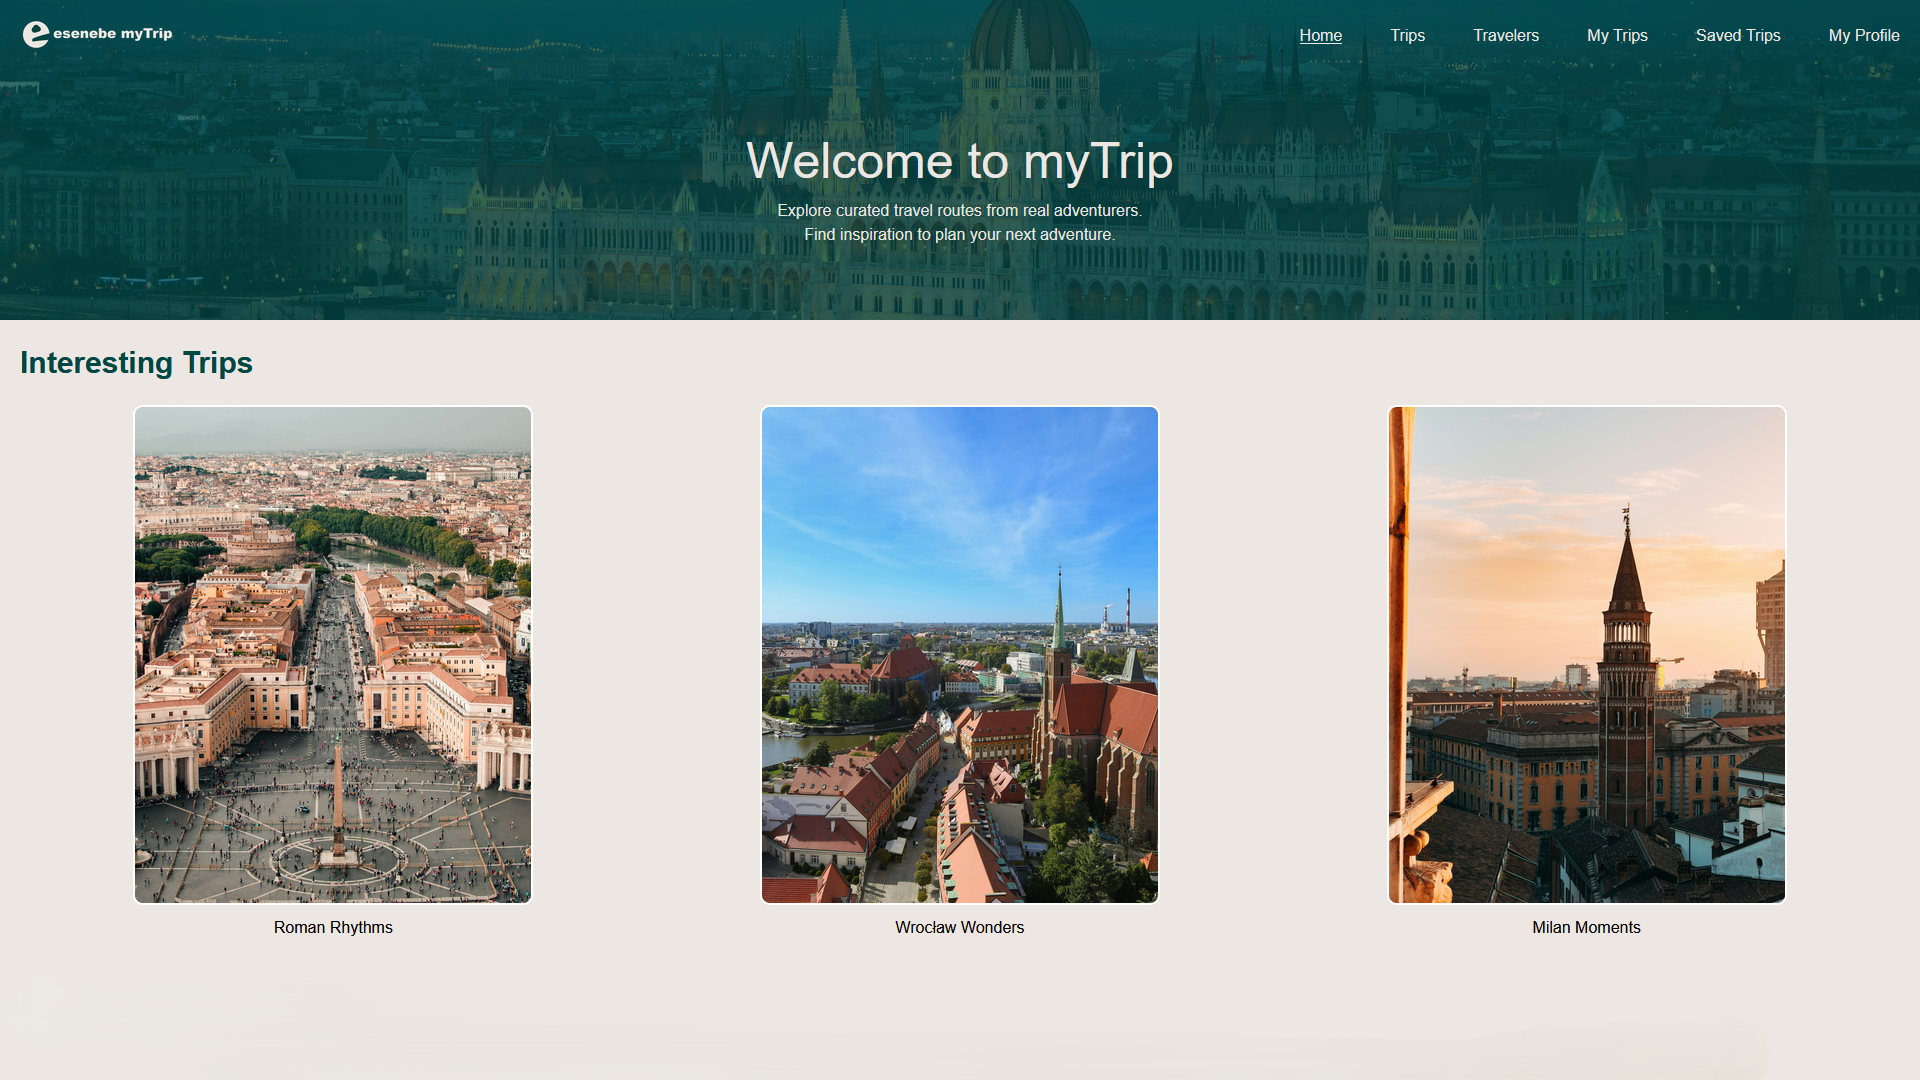 esenebe myTrip
Home
Trips
Travelers
My Trips
Saved Trips
My Profile
Welcome to myTrip
Explore curated travel routes from real adventurers.
Find inspiration to plan your next adventure.
Interesting Trips
Roman Rhythms
Wrocław Wonders
Milan Moments